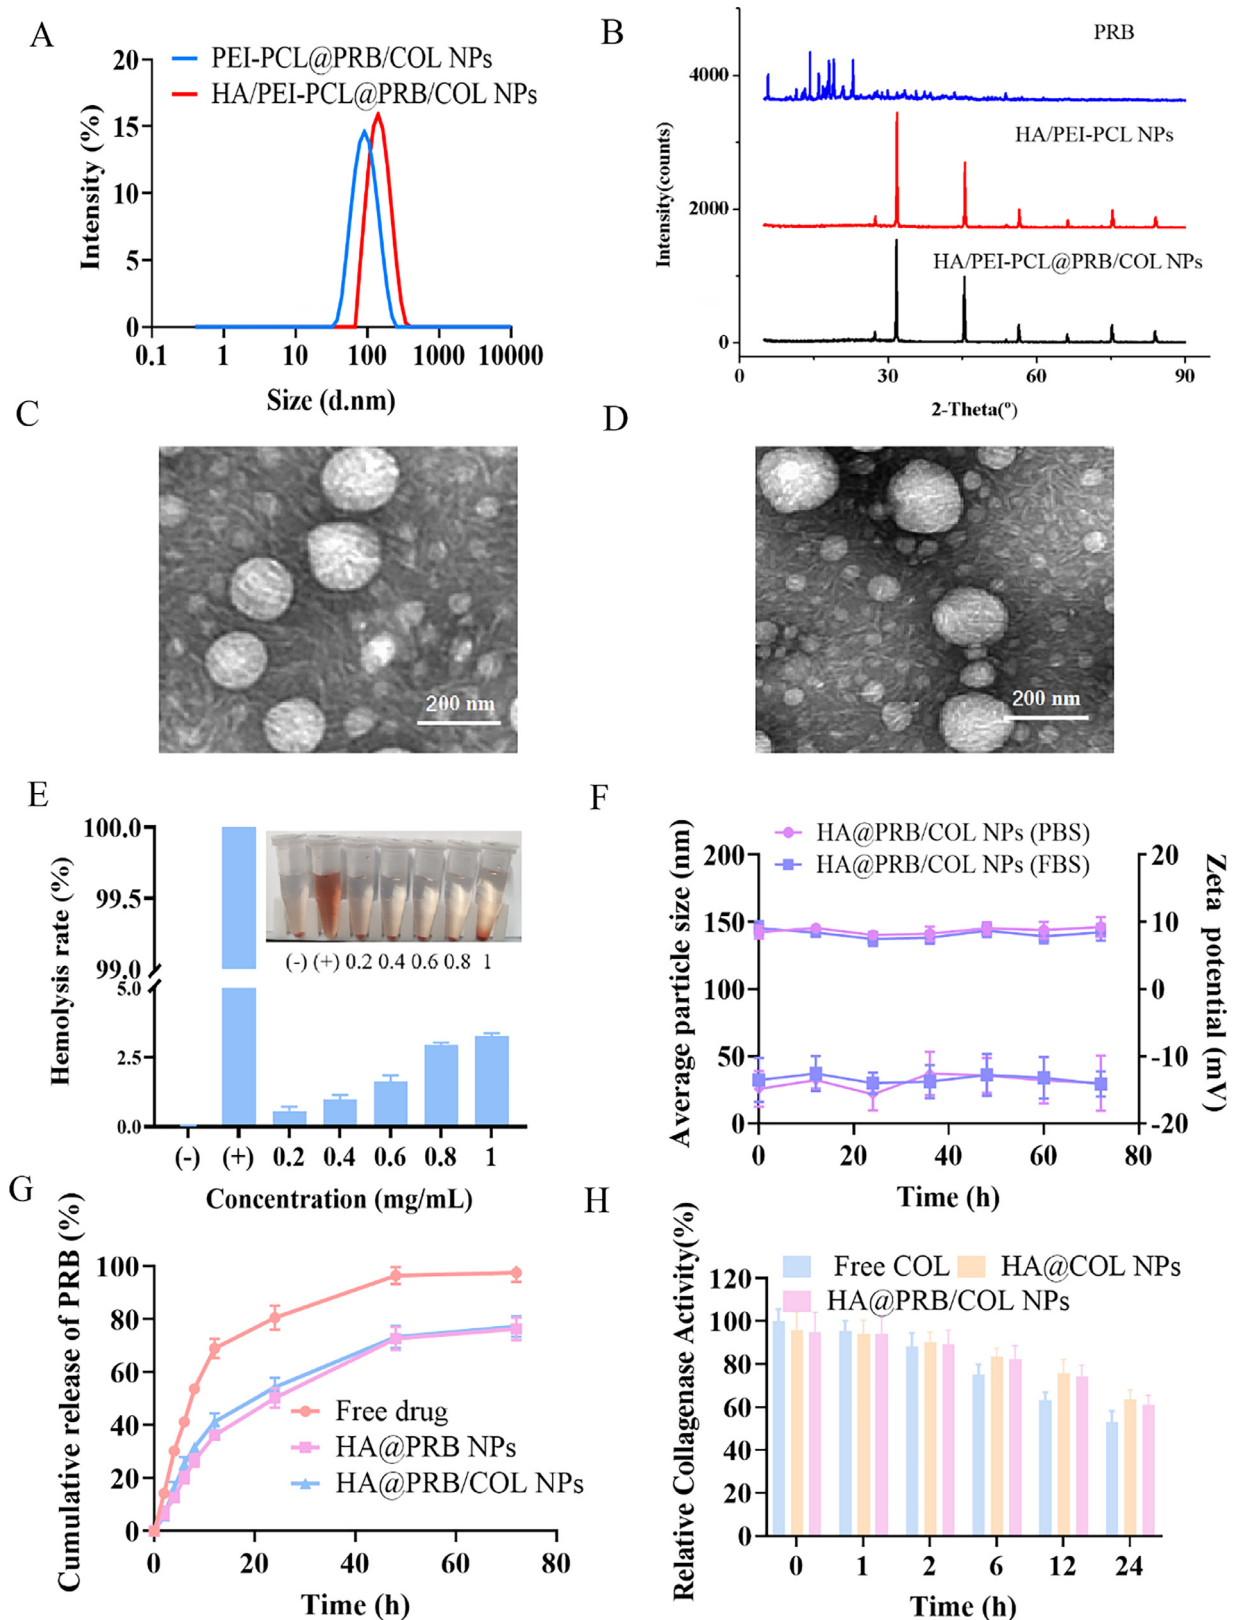 A
PEI-PCL@PRB/COL NPs
HA/PEI-PCL@PRB/COL NPs
Intensity (%)
20
15
10
5
0
0.1 1 10 100 1000 10000
Size (d.nm)
B
PRB
HA/PEI-PCL NPs
HA/PEI-PCL@PRB/COL NPs
Intensity(counts)
4000
2000
0
0 30 60 90
2-Theta(°)
C
200 nm
D
200 nm
E
Hemolysis rate (%)
100.0
99.5
99.0
5.0
2.5
0.0
(-) (+) 0.2 0.4 0.6 0.8 1
(-) (+) 0.2 0.4 0.6 0.8 1
Concentration (mg/mL)
F
HA@PRB/COL NPs (PBS)
HA@PRB/COL NPs (FBS)
Average particle size (nm)
200
150
100
50
0
20
10
0
-10
-20
Zeta potential (mV)
0 20 40 60 80
Time (h)
G
Cumulative release of PRB (%)
100
80
60
40
20
0
Free drug
HA@PRB NPs
HA@PRB/COL NPs
0 20 40 60 80
Time (h)
H
Relative Collagenase Activity(%)
Free COL HA@COL NPs
HA@PRB/COL NPs
120
100
80
60
40
20
0
0 1 2 6 12 24
Time (h)